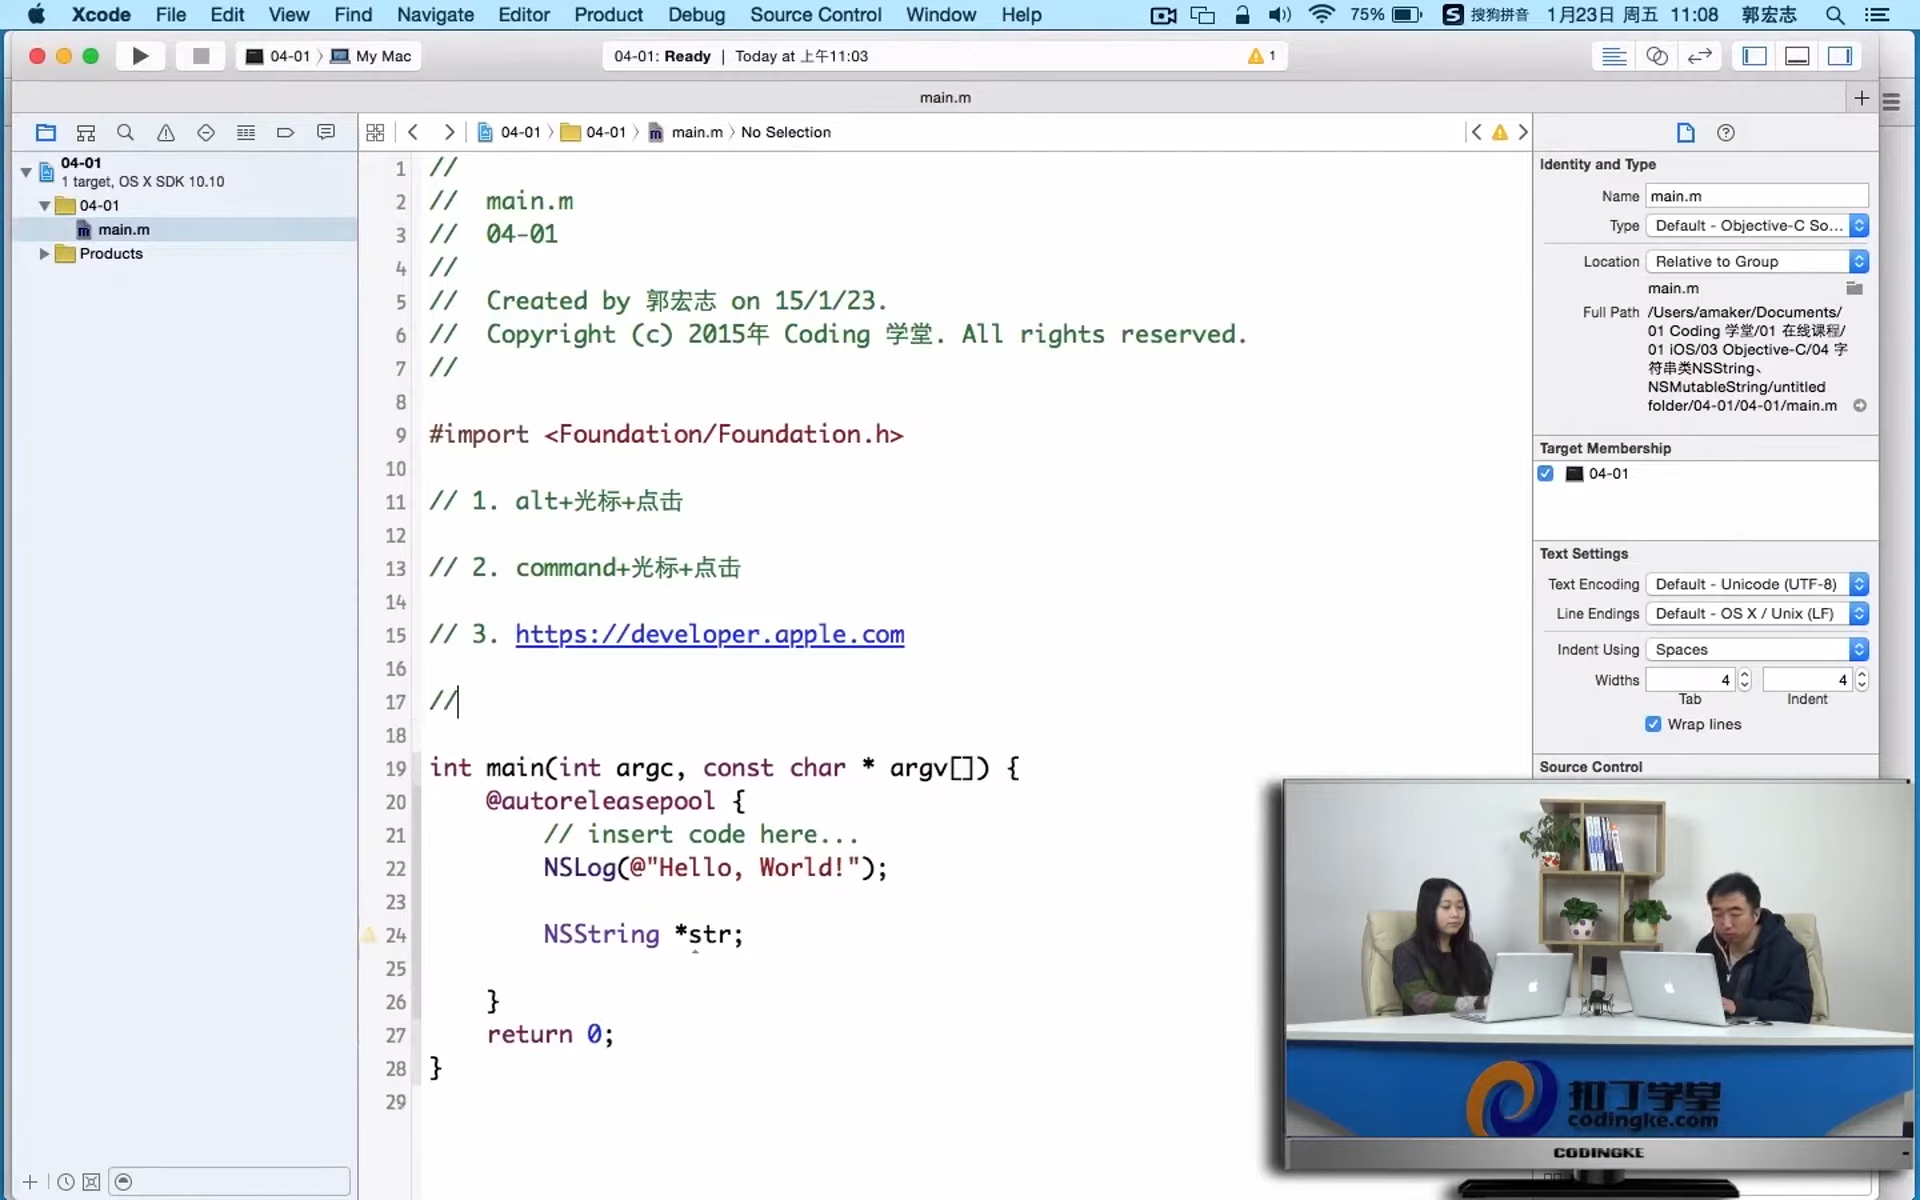 Xcode File Edit View Find Navigate Editor Product Debug Source Control Window Help 75% S 搜狗拼音 1月23日 周五 11:08 郭宏志
04-01 〉 My Mac
04-01: Ready | Today at 上午11:03
1
main.m
04-01 〉 04-01 〉 main.m 〉 No Selection
04-01
1 target, OS X SDK 10.10
04-01
main.m
Products
1 //
2 // main.m
3 // 04-01
4 //
5 // Created by 郭宏志 on 15/1/23.
6 // Copyright (c) 2015年 Coding 学堂. All rights reserved.
7 //
8
9 #import <Foundation/Foundation.h>
10
11 // 1. alt+光标+点击
12
13 // 2. command+光标+点击
14
15 // 3. https://developer.apple.com
16
17 //
18
19 int main(int argc, const char * argv[]) {
20 @autoreleasepool {
21 // insert code here...
22 NSLog(@"Hello, World!");
23
24 NSString *str;
25
26 }
27 return 0;
28 }
29
Identity and Type
Name main.m
Type Default - Objective-C So...
Location Relative to Group
main.m
Full Path /Users/amaker/Documents/
01 Coding 学堂/01 在线课程/
01 iOS/03 Objective-C/04 字
符串类NSString、
NSMutableString/untitled
folder/04-01/04-01/main.m
Target Membership
04-01
Text Settings
Text Encoding Default - Unicode (UTF-8)
Line Endings Default - OS X / Unix (LF)
Indent Using Spaces
Widths 4 4
Tab Indent
Wrap lines
Source Control
扣丁学堂
codingke.com
CODINGKE